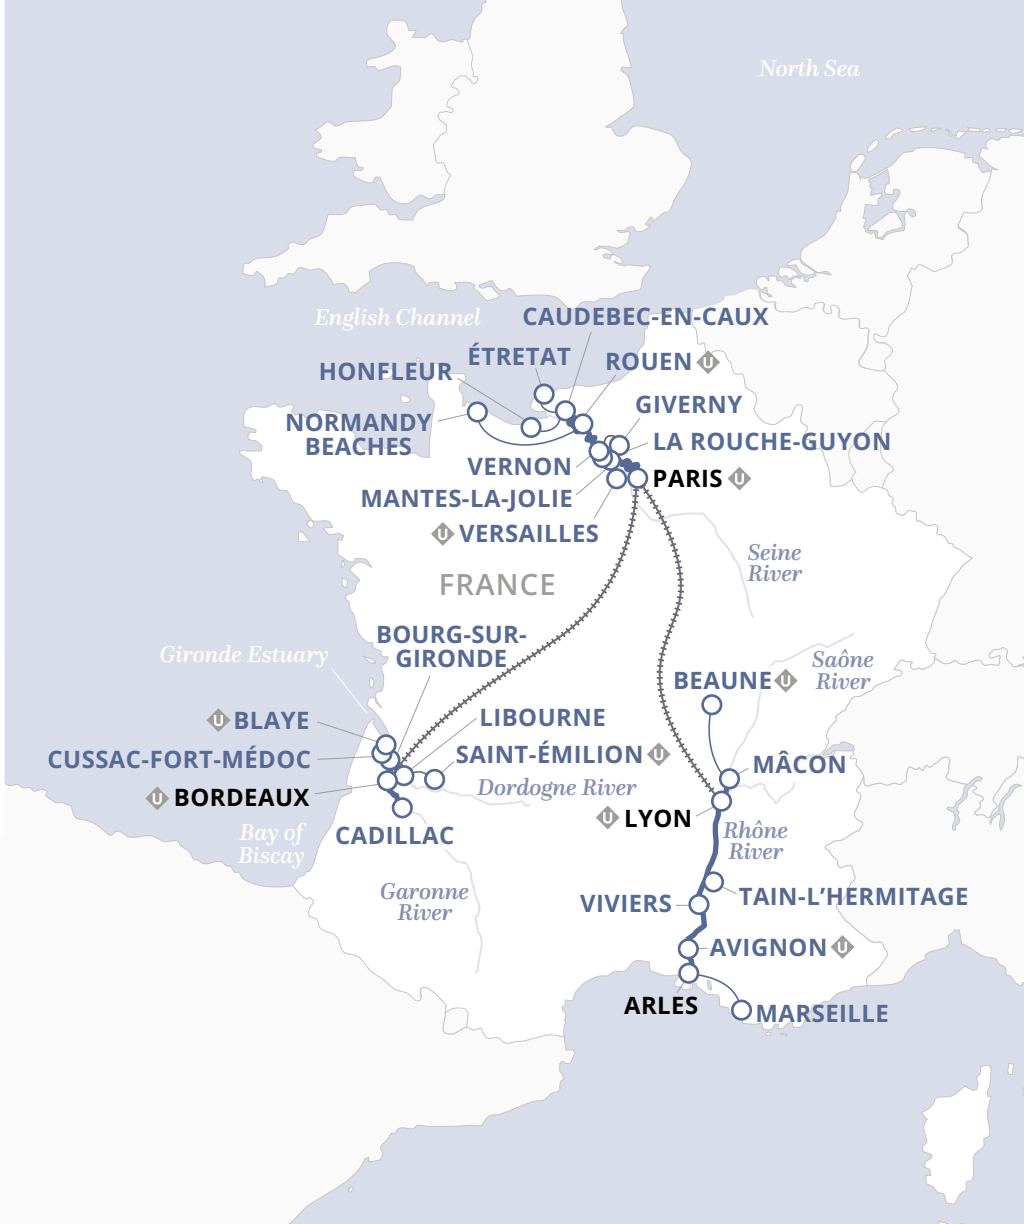 North Sea
English Channel
CAUDEBEC-EN-CAUX
ÉTRETAT
ROUEN U
HONFLEUR
GIVERNY
NORMANDY
BEACHES
LA ROUCHE-GUYON
VERNON
PARIS U
MANTES-LA-JOLIE
U VERSAILLES
Seine
River
FRANCE
BOURG-SUR-
GIRONDE
Gironde Estuary
Saône
River
BEAUNE U
U BLAYE
LIBOURNE
CUSSAC-FORT-MÉDOC
SAINT-ÉMILION U
MÂCON
Dordogne River
U BORDEAUX
U LYON
CADILLAC
Bay of
Biscay
Rhône
River
Garonne
River
VIVIERS
TAIN-L’HERMITAGE
AVIGNON U
ARLES
MARSEILLE